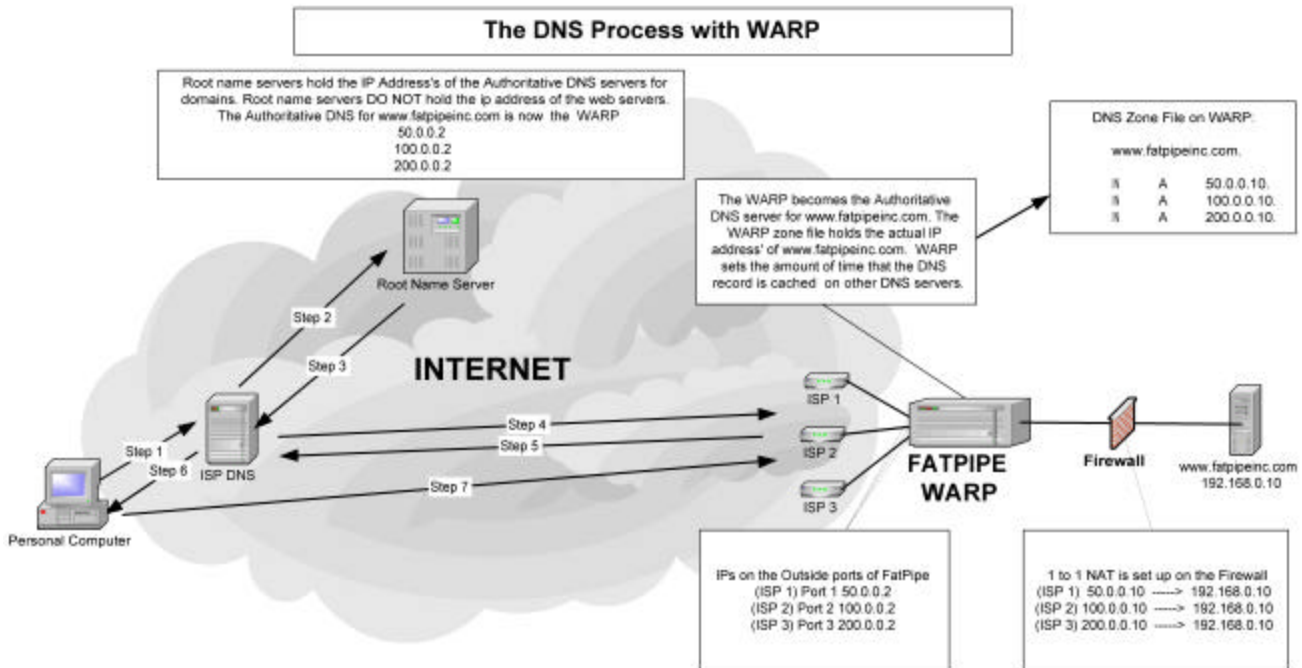 The DNS Process with WARP
Root name servers hold the IP Address's of the Authoritative DNS servers for
domains. Root name servers DO NOT hold the ip address of the web servers.
The Authoritative DNS for www.fatpipeinc.com is now the WARP
50.0.0.2
100.0.0.2
200.0.0.2
DNS Zone File on WARP.
www.fatpipeinc.com.
IN A 50.0.0.10.
IN A 100.0.0.10.
IN A 200.0.0.10.
The WARP becomes the Authoritative
DNS server for www.fatpipeinc.com. The
WARP zone file holds the actual IP
address' of www.fatpipeinc.com. WARP
sets the amount of time that the DNS
record is cached on other DNS servers.
Root Name Server
Step 2
Step 3
INTERNET
ISP 1
Step 4
Step 5
ISP 2
Step 1
Step 6
ISP DNS
Step 7
ISP 3
FATPIPE
WARP
Firewall
www.fatpipeinc.com
192.168.0.10
Personal Computer
IPs on the Outside ports of FatPipe
(ISP 1) Port 1 50.0.0.2
(ISP 2) Port 2 100.0.0.2
(ISP 3) Port 3 200.0.0.2
1 to 1 NAT is set up on the Firewall
(ISP 1) 50.0.0.10 -----> 192.168.0.10
(ISP 2) 100.0.0.10 -----> 192.168.0.10
(ISP 3) 200.0.0.10 -----> 192.168.0.10